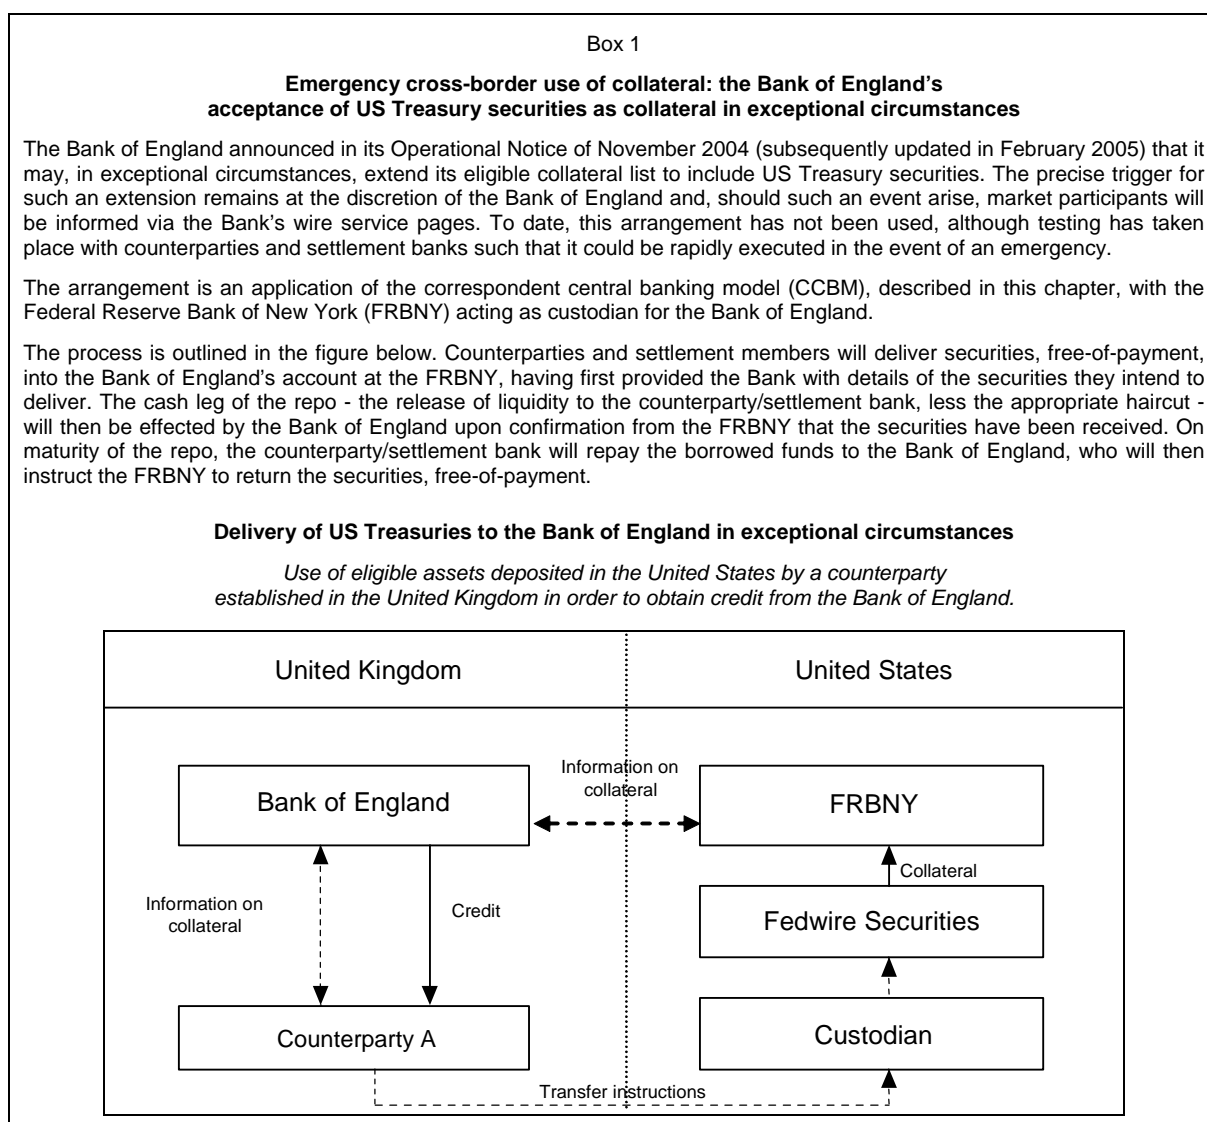 Box 1
Emergency cross-border use of collateral: the Bank of England's
acceptance of US Treasury securities as collateral in exceptional circumstances
The Bank of England announced in its Operational Notice of November 2004 (subsequently updated in February 2005) that it
may, in exceptional circumstances, extend its eligible collateral list to include US Treasury securities. The precise trigger for
such an extension remains at the discretion of the Bank of England and, should such an event arise, market participants will
be informed via the Bank's wire service pages. To date, this arrangement has not been used, although testing has taken
place with counterparties and settlement banks such that it could be rapidly executed in the event of an emergency.
The arrangement is an application of the correspondent central banking model (CCBM), described in this chapter, with the
Federal Reserve Bank of New York (FRBNY) acting as custodian for the Bank of England.
The process is outlined in the figure below. Counterparties and settlement members will deliver securities, free-of-payment,
into the Bank of England's account at the FRBNY, having first provided the Bank with details of the securities they intend to
deliver. The cash leg of the repo - the release of liquidity to the counterparty/settlement bank, less the appropriate haircut -
will then be effected by the Bank of England upon confirmation from the FRBNY that the securities have been received. On
maturity of the repo, the counterparty/settlement bank will repay the borrowed funds to the Bank of England, who will then
instruct the FRBNY to return the securities, free-of-payment.
Delivery of US Treasuries to the Bank of England in exceptional circumstances
Use of eligible assets deposited in the United States by a counterparty
established in the United Kingdom in order to obtain credit from the Bank of England.
United Kingdom
United States
Information on
collateral
Bank of England
FRBNY
Collateral
Information on
collateral
Credit
Fedwire Securities
Counterparty A
Custodian
Transfer instructions